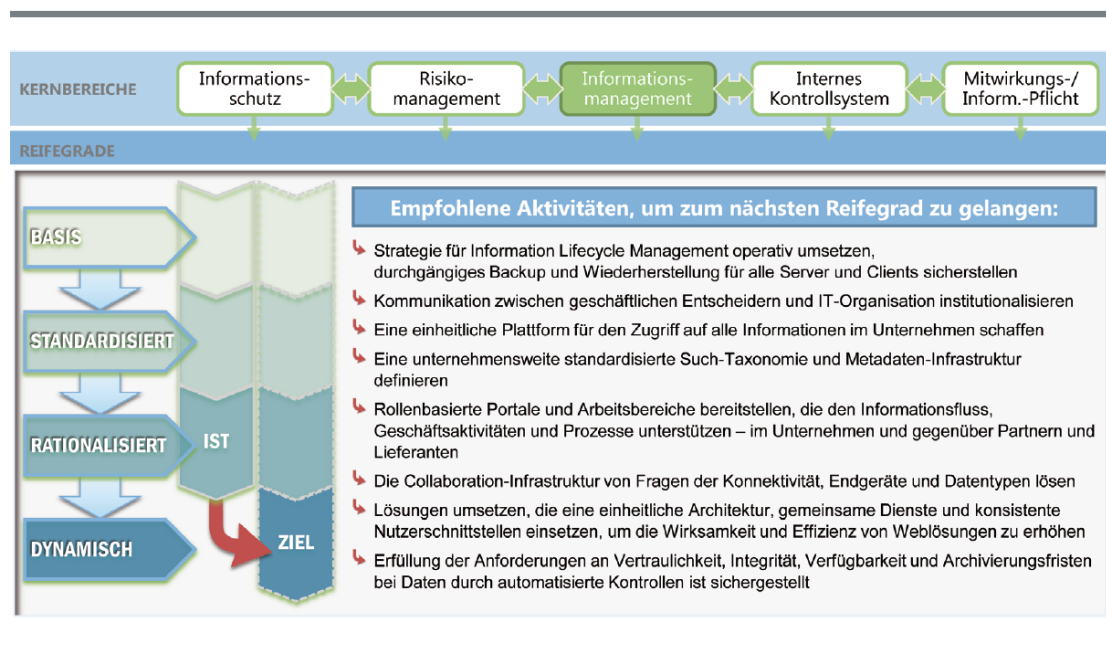 KERNBEREICHE
Informations-
schutz
Risiko-
management
Informations-
management
Internes
Kontrollsystem
Mitwirkungs-/
Inform.-Pflicht
REIFEGRADE
BASIS
STANDARDISIERT
RATIONALISIERT
DYNAMISCH
IST
ZIEL
Empfohlene Aktivitäten, um zum nächsten Reifegrad zu gelangen:
Strategie für Information Lifecycle Management operativ umsetzen,
durchgängiges Backup und Wiederherstellung für alle Server und Clients sicherstellen
Kommunikation zwischen geschäftlichen Entscheidern und IT-Organisation institutionalisieren
Eine einheitliche Plattform für den Zugriff auf alle Informationen im Unternehmen schaffen
Eine unternehmensweite standardisierte Such-Taxonomie und Metadaten-Infrastruktur
definieren
Rollenbasierte Portale und Arbeitsbereiche bereitstellen, die den Informationsfluss,
Geschäftsaktivitäten und Prozesse unterstützen – im Unternehmen und gegenüber Partnern und
Lieferanten
Die Collaboration-Infrastruktur von Fragen der Konnektivität, Endgeräte und Datentypen lösen
Lösungen umsetzen, die eine einheitliche Architektur, gemeinsame Dienste und konsistente
Nutzerschnittstellen einsetzen, um die Wirksamkeit und Effizienz von Weblösungen zu erhöhen
Erfüllung der Anforderungen an Vertraulichkeit, Integrität, Verfügbarkeit und Archivierungsfristen
bei Daten durch automatisierte Kontrollen ist sichergestellt